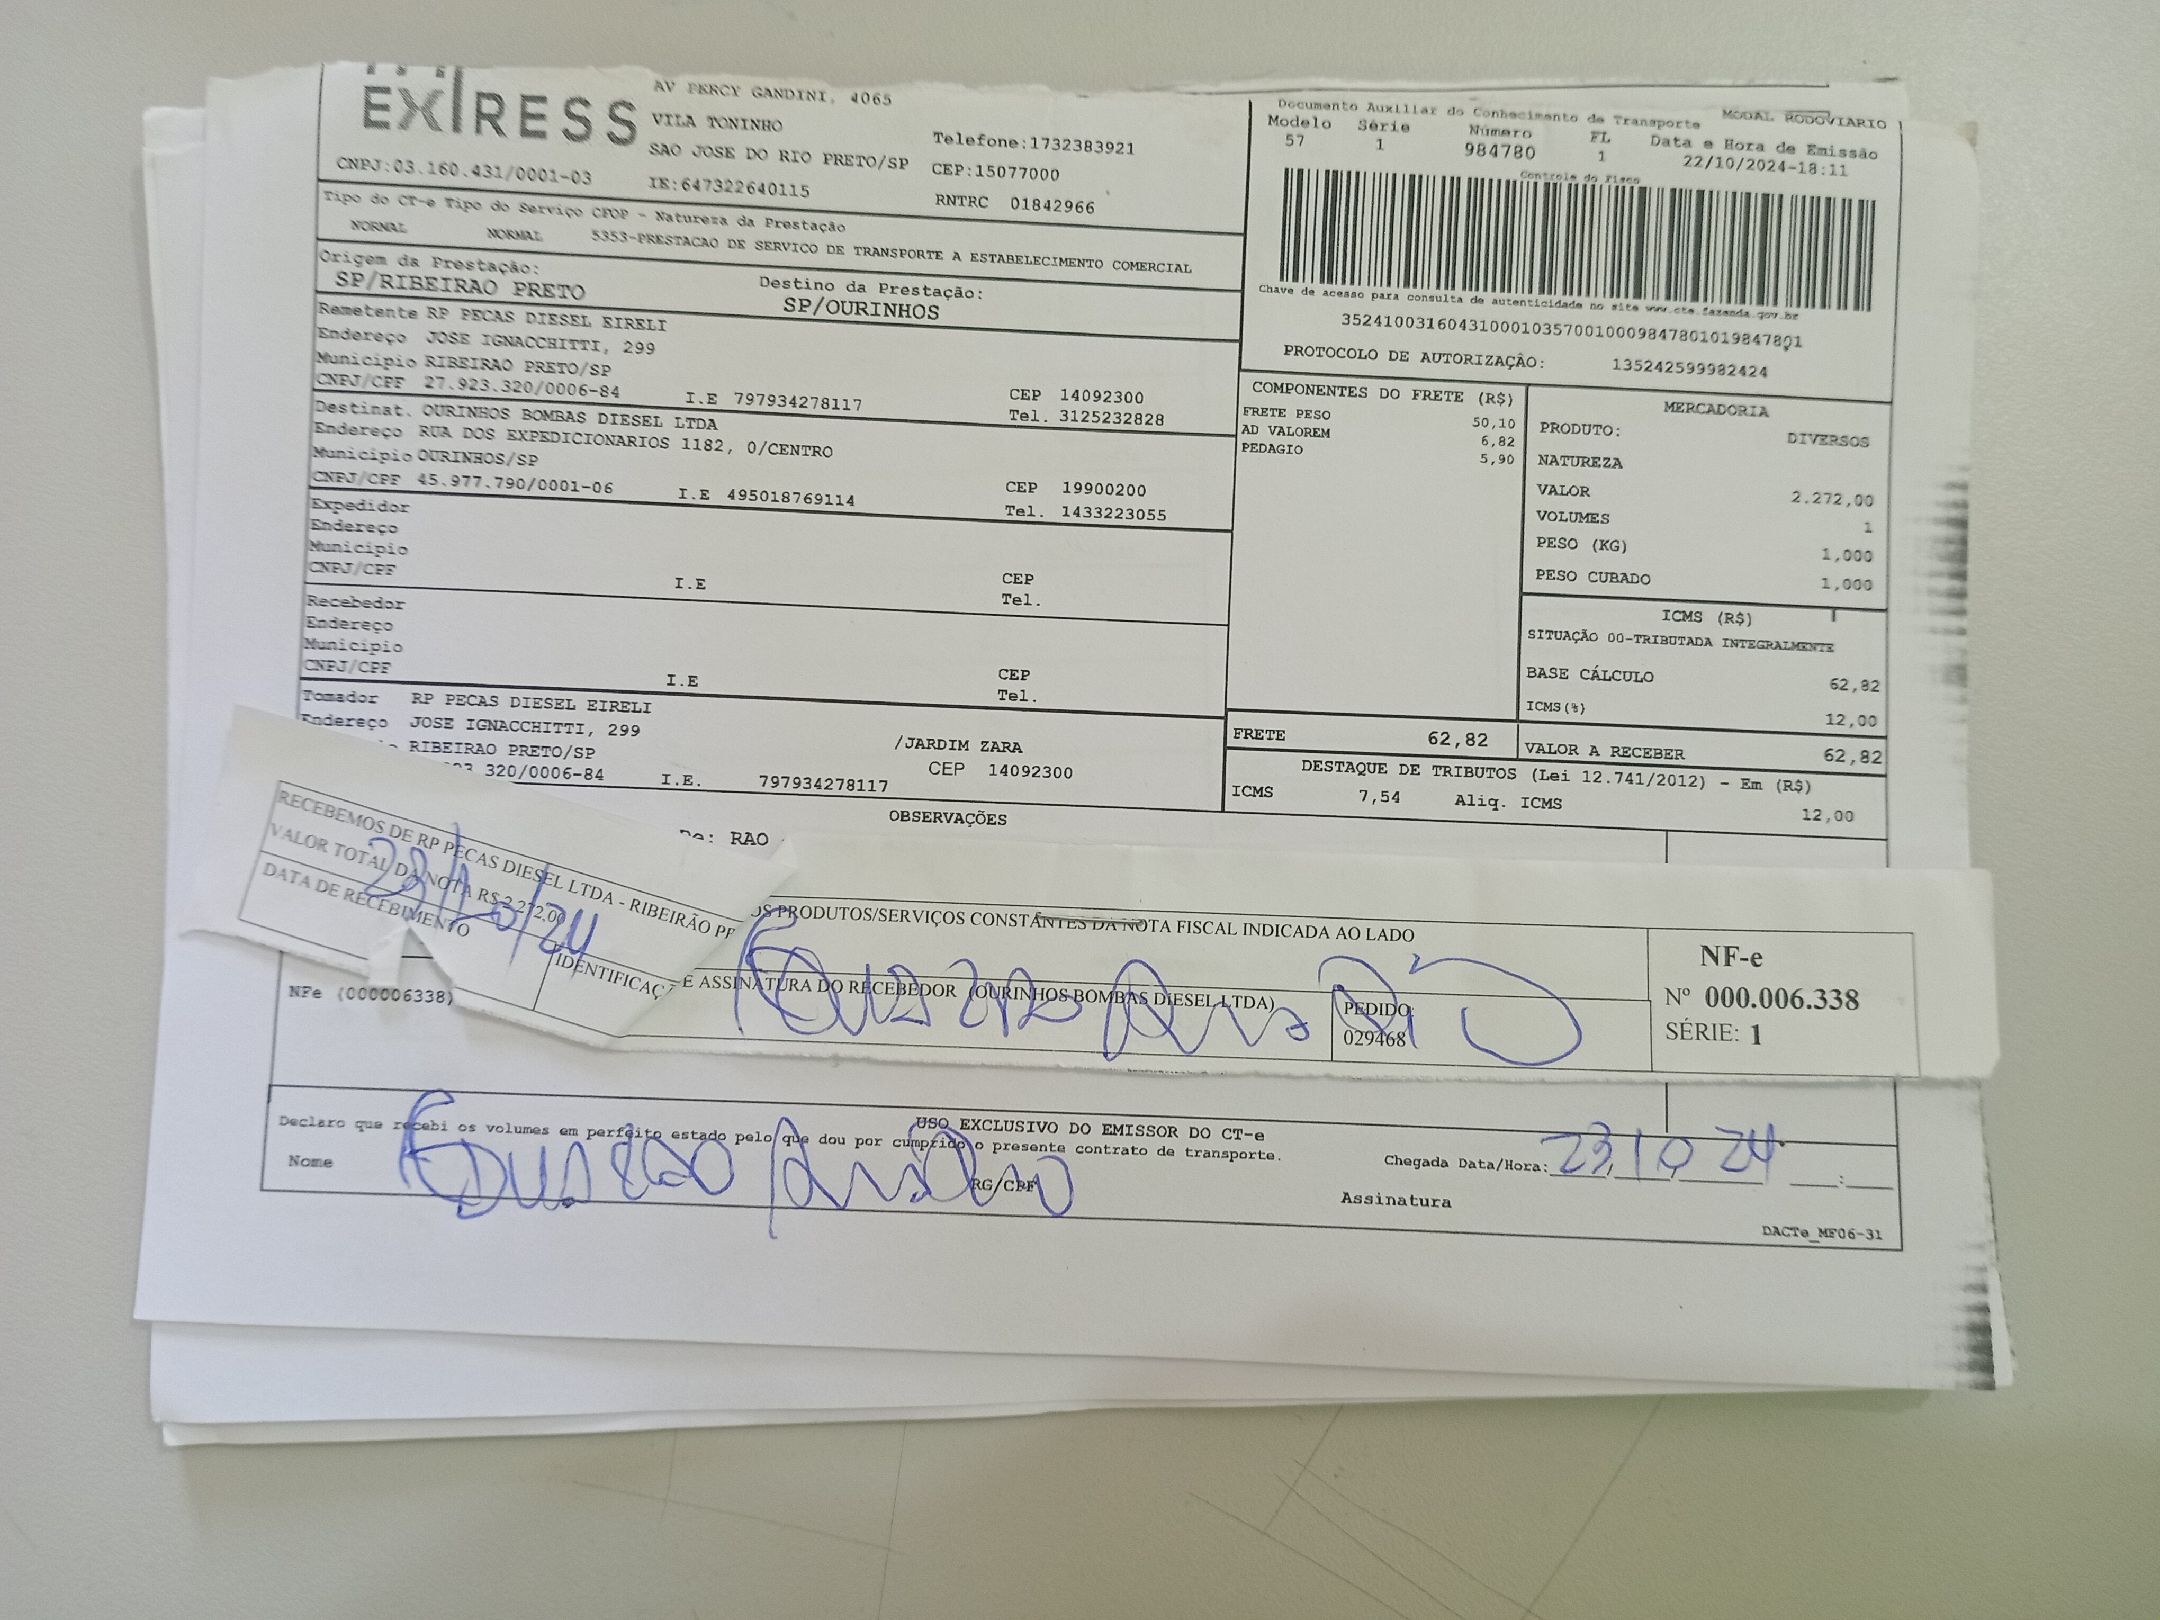 EXPRESS
AV PERCY GANDINI, 4065
VILA TONINHO
SAO JOSE DO RIO PRETO/SP
Telefone:1732383921
CEP:15077000
CNPJ:03.160.431/0001-03
IE:647322640115
RNTRC 01842966
Tipo do CT-e Tipo do Serviço CFOP - Natureza da Prestação
NORMAL NORMAL 5353-PRESTACAO DE SERVICO DE TRANSPORTE A ESTABELECIMENTO COMERCIAL
Origem da Prestação:
SP/RIBEIRAO PRETO
Destino da Prestação:
SP/OURINHOS
Remetente RP PECAS DIESEL EIRELI
Endereço JOSE IGNACCHITTI, 299
Municipio RIBEIRAO PRETO/SP
CNPJ/CPF 27.923.320/0006-84 I.E 797934278117
CEP 14092300
Tel. 3125232828
Destinat. OURINHOS BOMBAS DIESEL LTDA
Endereço RUA DOS EXPEDICIONARIOS 1182, 0/CENTRO
Municipio OURINHOS/SP
CNPJ/CPF 45.977.790/0001-06 I.E 495018769114
CEP 19900200
Tel. 1433223055
Expedidor
Endereço
Municipio
CNPJ/CPF I.E
CEP
Tel.
Recebedor
Endereço
Municipio
CNPJ/CPF I.E
CEP
Tel.
Tomador RP PECAS DIESEL EIRELI
Endereço JOSE IGNACCHITTI, 299
RIBEIRAO PRETO/SP
/JARDIM ZARA
320/0006-84 I.E. 797934278117
CEP 14092300
OBSERVAÇÕES
RAO
Documento Auxiliar do Conhecimento de Transporte MODAL RODOVIARIO
Modelo Série Número FL Data e Hora de Emissão
57 1 984780 1 22/10/2024-18:11
Controle do Fisco
Chave de acesso para consulta de autenticidade no site www.cte.fazenda.gov.br
35241003160431000103570010009847801019847801
PROTOCOLO DE AUTORIZAÇÂO: 135242599982424
COMPONENTES DO FRETE (R$)
FRETE PESO 50,10
AD VALOREM 6,82
PEDAGIO 5,90
MERCADORIA
PRODUTO: DIVERSOS
NATUREZA
VALOR 2.272,00
VOLUMES 1
PESO (KG) 1,000
PESO CUBADO 1,000
ICMS (R$)
SITUAÇÃO 00-TRIBUTADA INTEGRALMENTE
BASE CÁLCULO 62,82
ICMS(%) 12,00
FRETE 62,82
VALOR A RECEBER 62,82
DESTAQUE DE TRIBUTOS (Lei 12.741/2012) - Em (R$)
ICMS 7,54 Aliq. ICMS 12,00
RECEBEMOS DE RP PECAS DIESEL LTDA - RIBEIRÃO
VALOR TOTAL DA NOTA R$ 2.272,00
DATA DE RECEBIMENTO
23/10/24
IDENTIFICAÇ
OS PRODUTOS/SERVIÇOS CONSTANTES DA NOTA FISCAL INDICADA AO LADO
E ASSINATURA DO RECEBEDOR (OURINHOS BOMBAS DIESEL LTDA)
PEDIDO:
029468
NF-e
Nº 000.006.338
SÉRIE: 1
NFe (000006338)
USO EXCLUSIVO DO EMISSOR DO CT-e
Declaro que recebi os volumes em perfeito estado pelo que dou por cumprido o presente contrato de transporte.
Nome
RG/CPF
Chegada Data/Hora: 23,10,24 __:__
Assinatura
DACTe_MF06-31